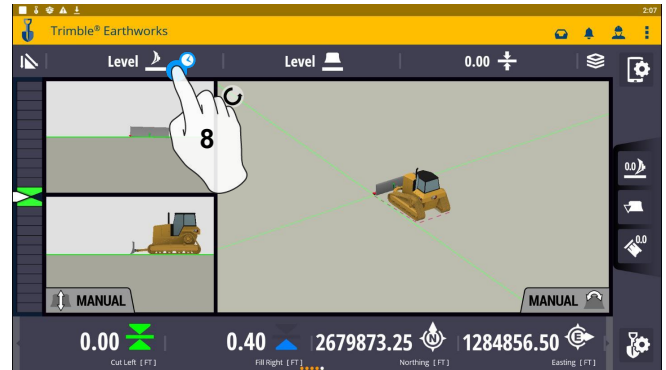 2:07
Trimble® Earthworks
Level
Level
0.00
8
0.0
0.0
MANUAL
MANUAL
0.00
0.40
2679873.25
1284856.50
Cut Left [FT]
Fill Right [FT]
Northing [FT]
Easting [FT]